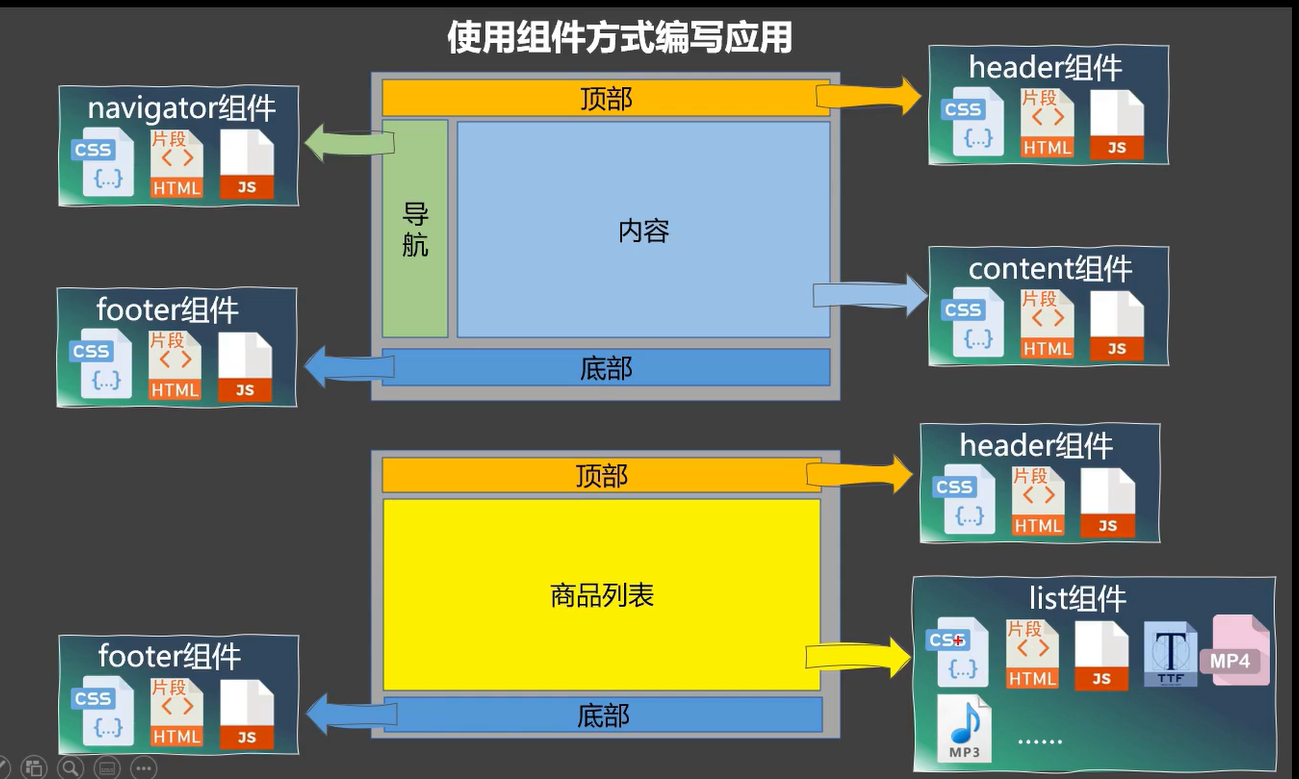 使用组件方式编写应用
navigator组件
CSS
{...}
片段
HTML
JS
顶部
导
航
内容
底部
header组件
CSS
{...}
片段
HTML
JS
footer组件
CSS
{...}
片段
HTML
JS
content组件
CSS
{...}
片段
HTML
JS
顶部
商品列表
底部
header组件
CSS
{...}
片段
HTML
JS
footer组件
CSS
{...}
片段
HTML
JS
list组件
CSS
{...}
片段
HTML
JS
T
TTF
MP4
MP3
......